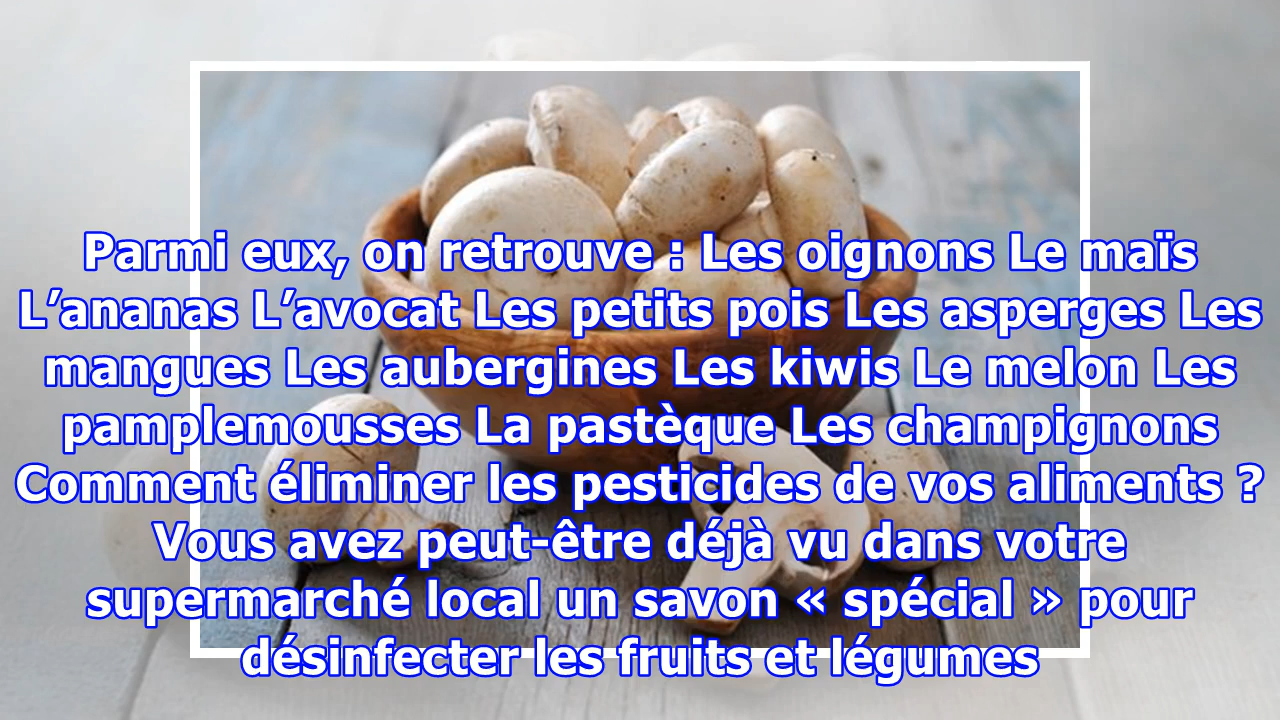 Parmi eux, on retrouve : Les oignons Le maïs
L’ananas L’avocat Les petits pois Les asperges Les
mangues Les aubergines Les kiwis Le melon Les
pamplemousses La pastèque Les champignons
Comment éliminer les pesticides de vos aliments ?
Vous avez peut-être déjà vu dans votre
supermarché local un savon « spécial » pour
désinfecter les fruits et légumes